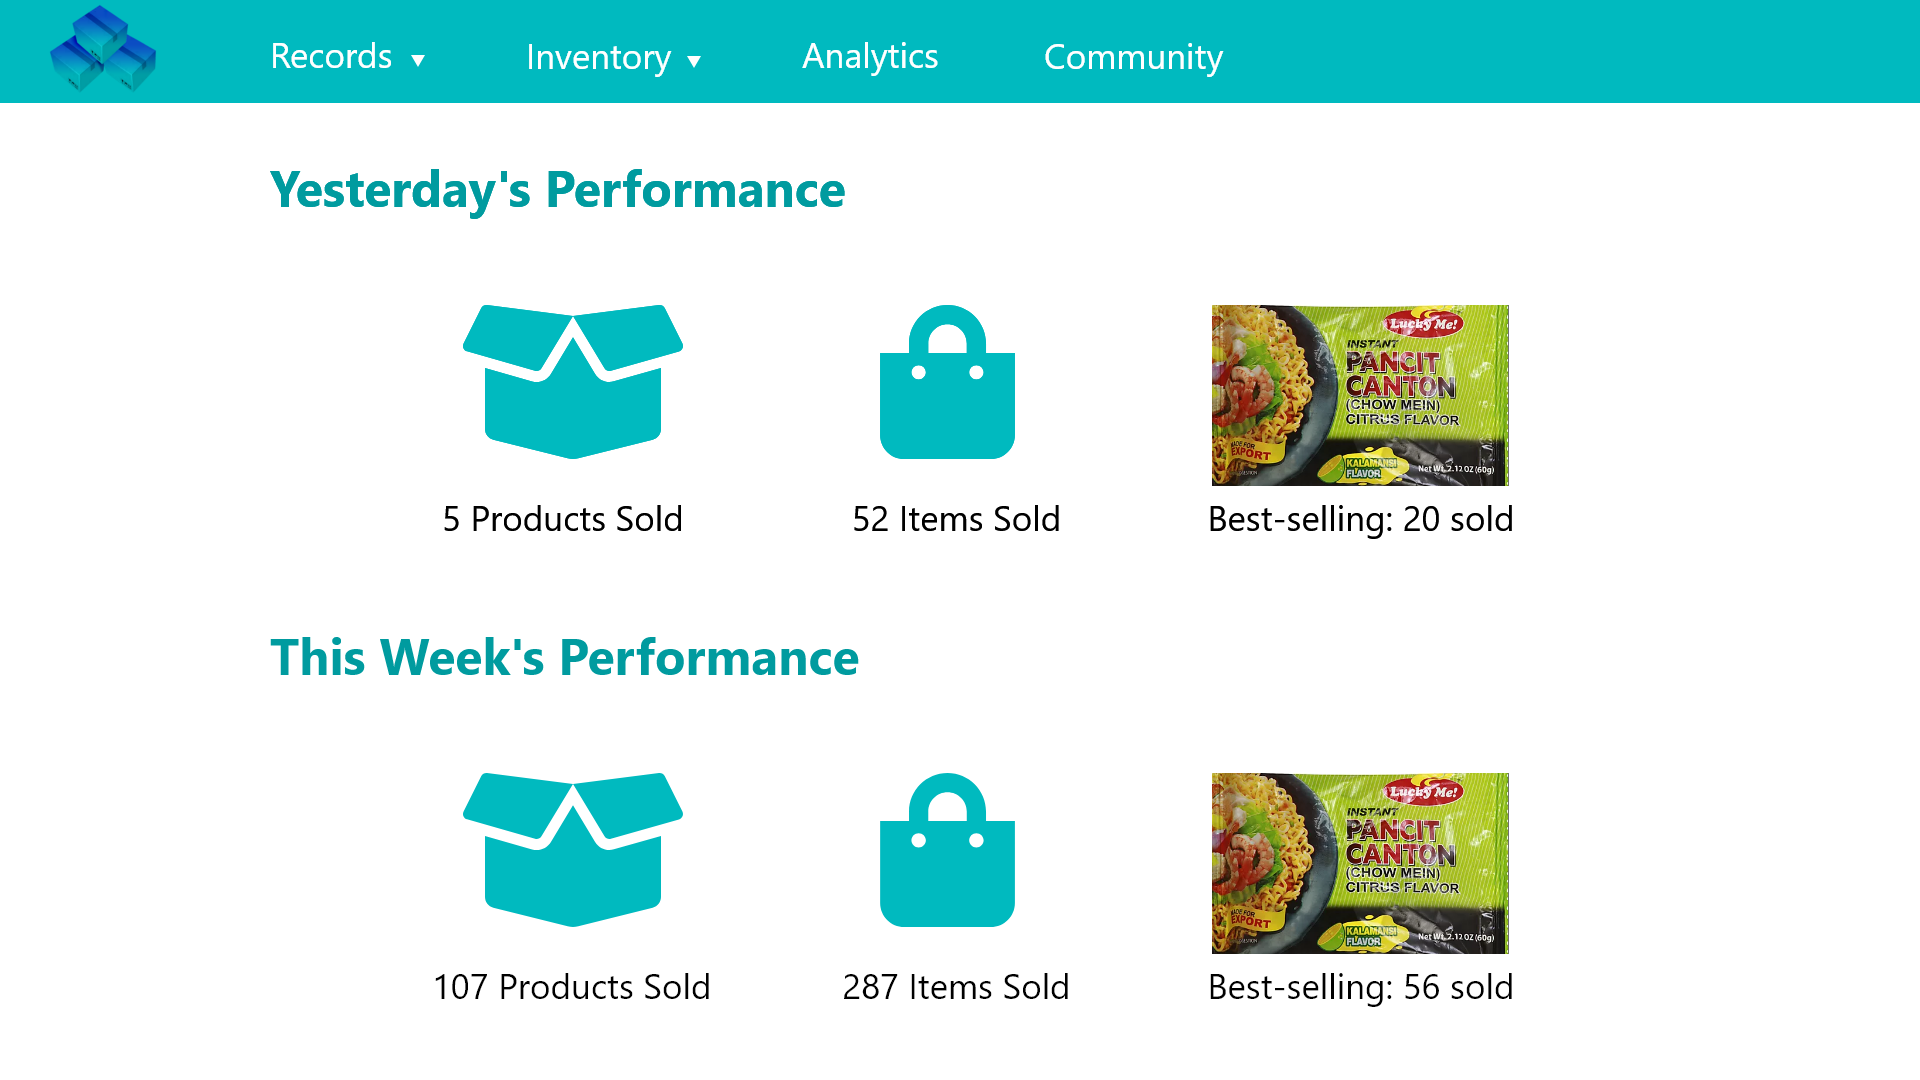 Records ▼ Inventory ▼ Analytics Community
Yesterday's Performance
Lucky Me!
INSTANT
PANCIT
CANTON
(CHOW MEIN)
CITRUS FLAVOR
MADE FOR
EXPORT
KALAMANSI
FLAVOR
Net Wt. 2.12 OZ (60g)
5 Products Sold 52 Items Sold Best-selling: 20 sold
This Week's Performance
Lucky Me!
INSTANT
PANCIT
CANTON
(CHOW MEIN)
CITRUS FLAVOR
MADE FOR
EXPORT
KALAMANSI
FLAVOR
Net Wt. 2.12 OZ (60g)
107 Products Sold 287 Items Sold Best-selling: 56 sold